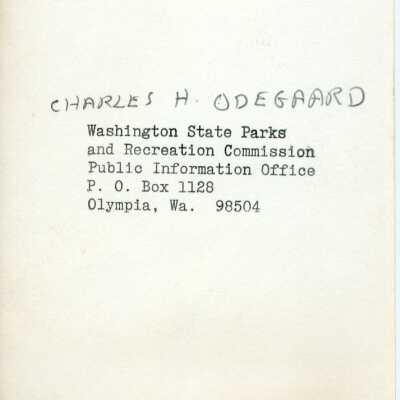 CHARLES H. ODEGAARD
Washington State Parks
and Recreation Commission
Public Information Office
P. O. Box 1128
Olympia, Wa.  98504